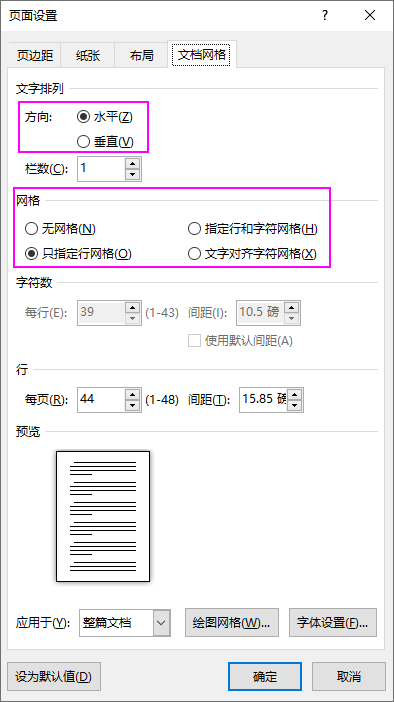 页面设置 ? ×
页边距 纸张 布局 文档网格
文字排列
方向: 水平(Z)
垂直(V)
栏数(C): 1
网格
无网格(N) 指定行和字符网格(H)
只指定行网格(O) 文字对齐字符网格(X)
字符数
每行(E): 39 (1-43) 间距(I): 10.5 磅
使用默认间距(A)
行
每页(R): 44 (1-48) 间距(T): 15.85 磅
预览
应用于(Y): 整篇文档 绘图网格(W)... 字体设置(F)...
设为默认值(D) 确定 取消